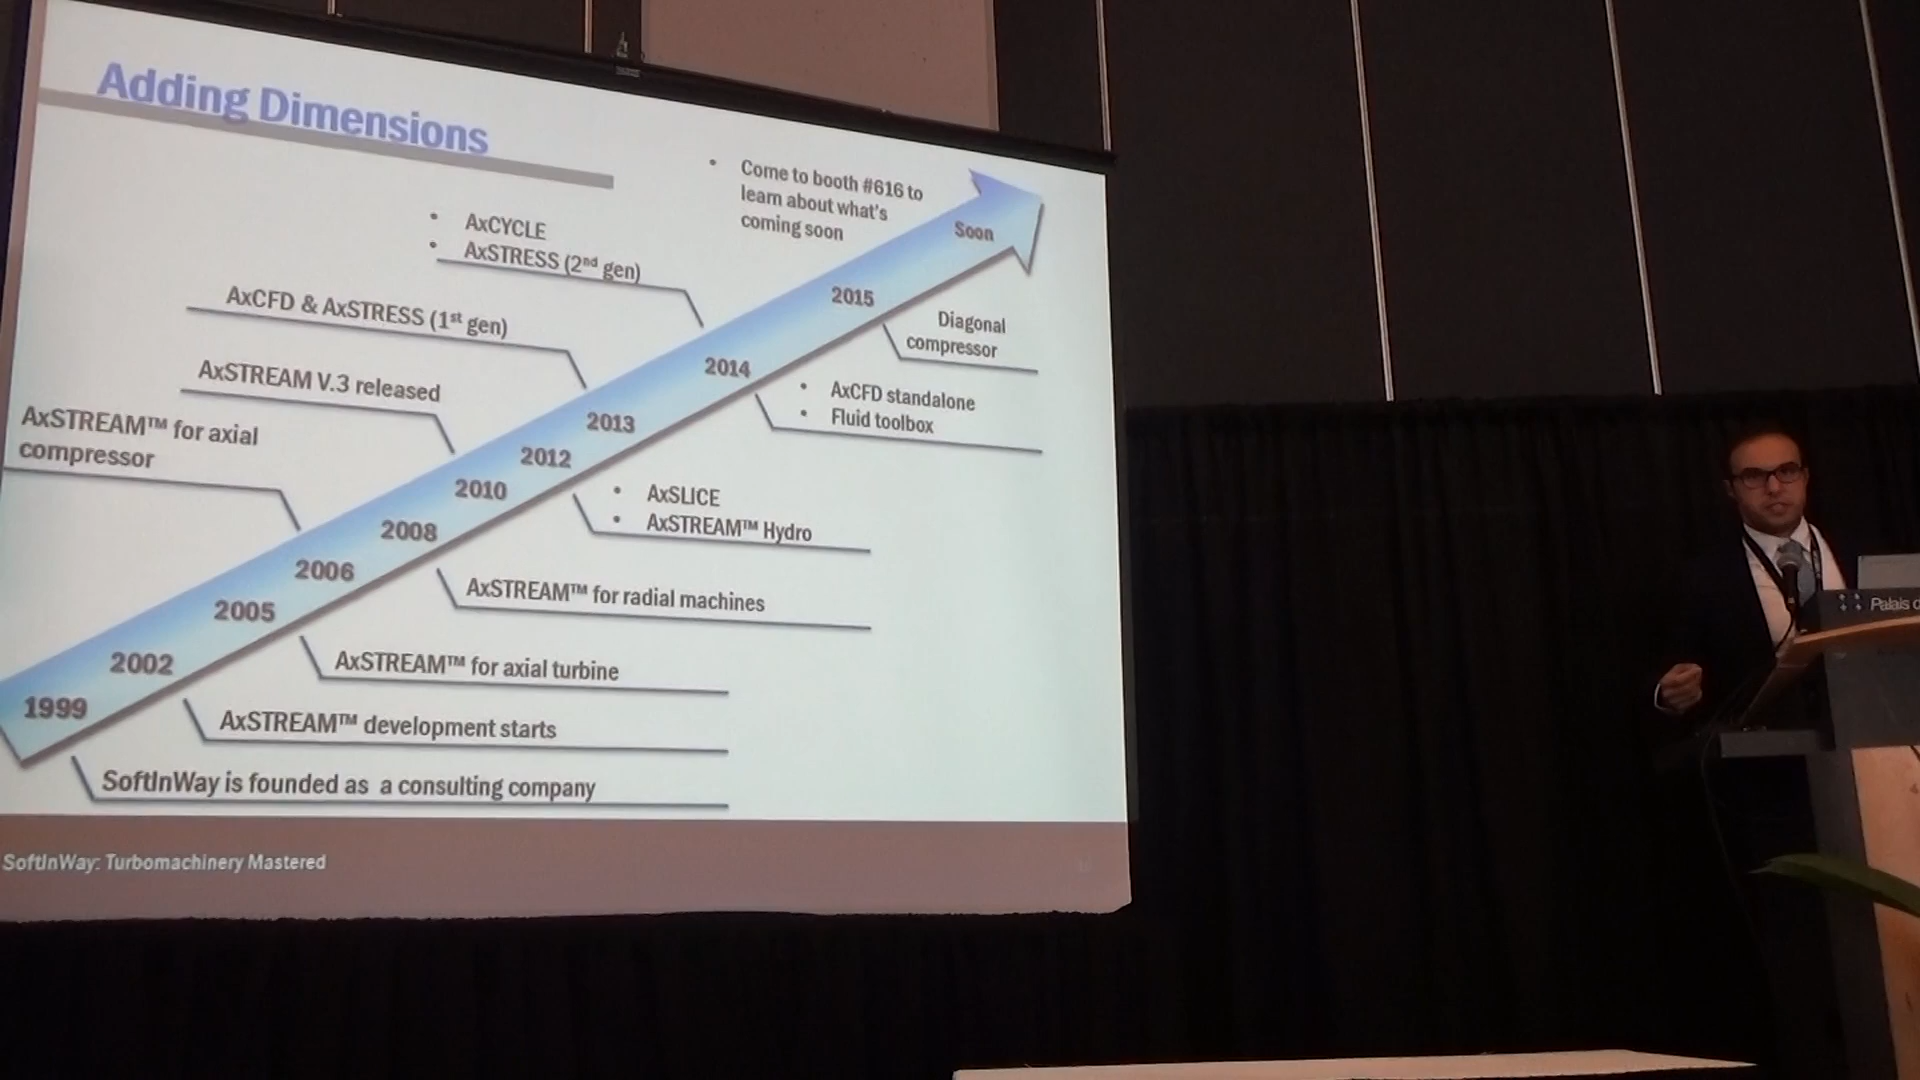 Adding Dimensions
• Come to booth #616 to
learn about what's
coming soon
Soon
• AxCYCLE
• AxSTRESS (2nd gen)
2015
AxCFD & AxSTRESS (1st gen)
Diagonal
compressor
2014
AxSTREAM V.3 released
• AxCFD standalone
• Fluid toolbox
2013
AxSTREAM™ for axial
compressor
2012
2010
• AxSLICE
• AxSTREAM™ Hydro
2008
2006
AxSTREAM™ for radial machines
2005
AxSTREAM™ for axial turbine
2002
1999
AxSTREAM™ development starts
SoftInWay is founded as a consulting company
SoftInWay: Turbomachinery Mastered
Palais d